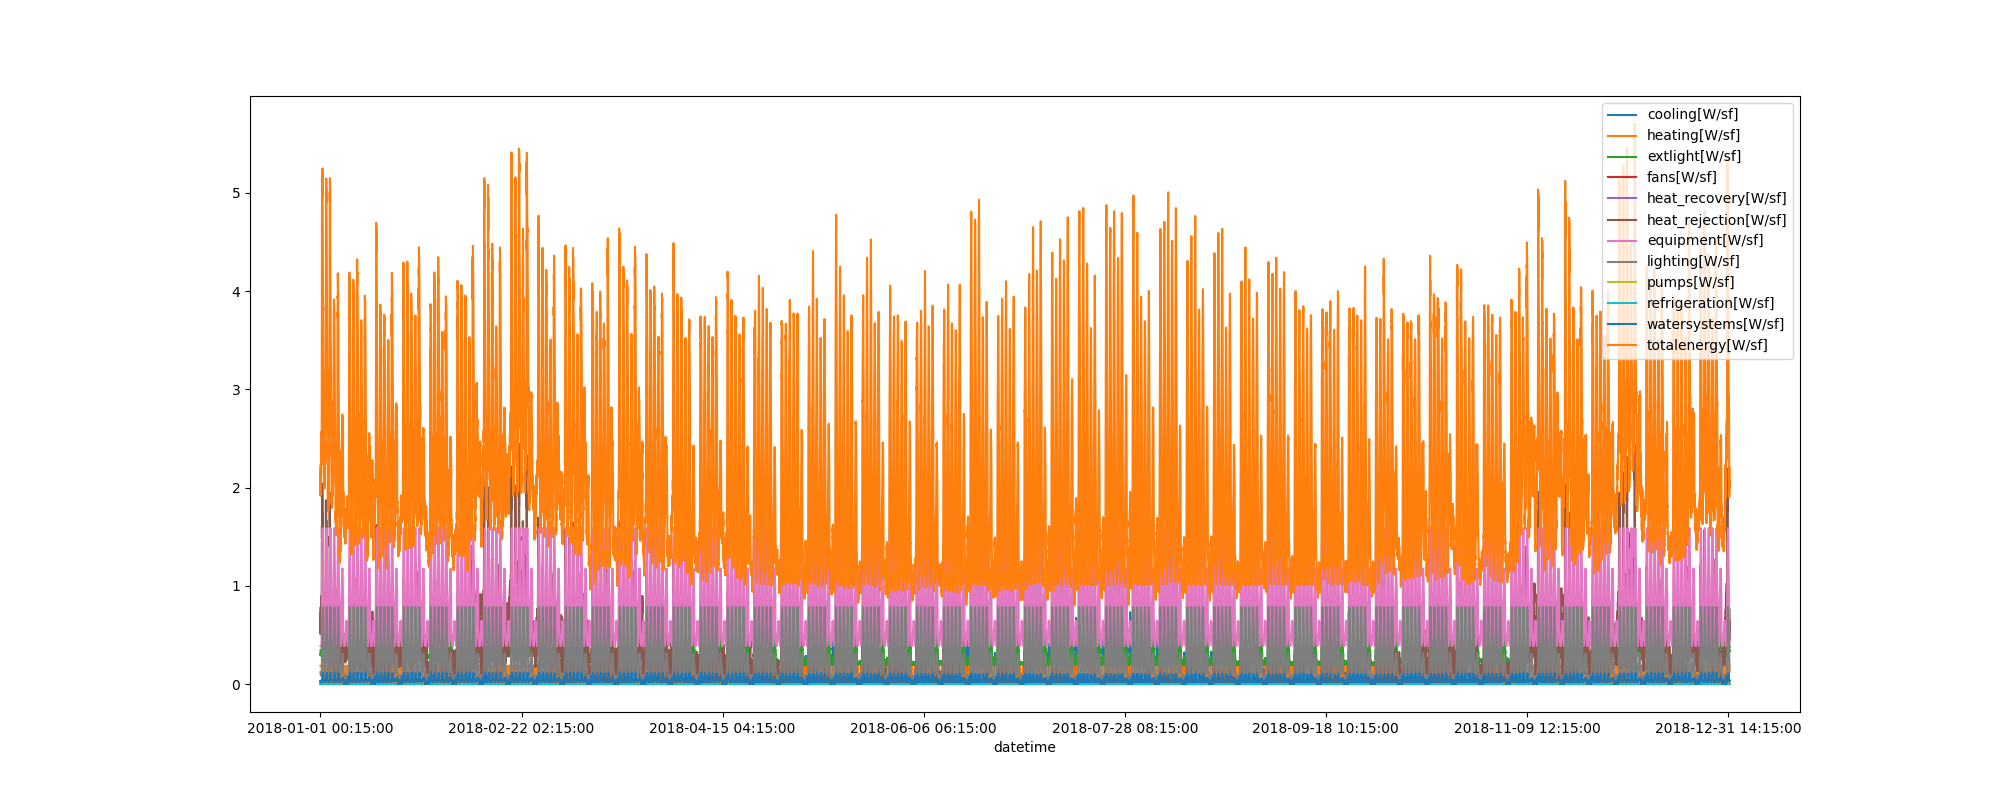 cooling[W/sf]
heating[W/sf]
extlight[W/sf]
fans[W/sf]
heat_recovery[W/sf]
heat_rejection[W/sf]
equipment[W/sf]
lighting[W/sf]
pumps[W/sf]
refrigeration[W/sf]
watersystems[W/sf]
totalenergy[W/sf]
5
4
3
2
1
0
2018-01-01 00:15:00 2018-02-22 02:15:00 2018-04-15 04:15:00 2018-06-06 06:15:00 2018-07-28 08:15:00 2018-09-18 10:15:00 2018-11-09 12:15:00 2018-12-31 14:15:00
datetime